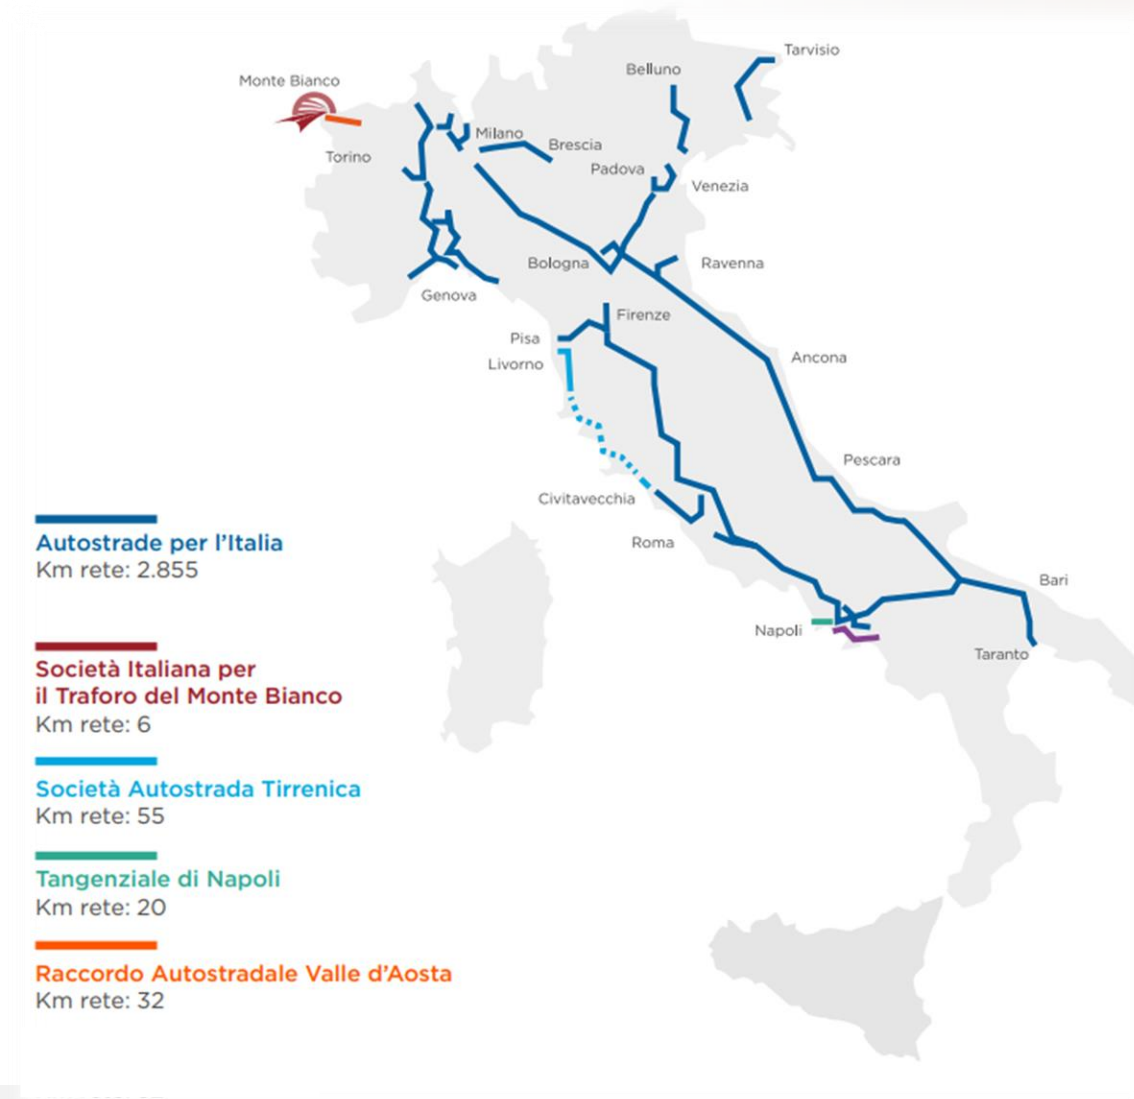 Tarvisio
Belluno
Monte Bianco
Milano
Brescia
Torino
Padova
Venezia
Bologna
Ravenna
Genova
Firenze
Pisa
Livorno
Ancona
Pescara
Civitavecchia
Roma
Bari
Napoli
Taranto
Autostrade per l'Italia
Km rete: 2.855
Società Italiana per
il Traforo del Monte Bianco
Km rete: 6
Società Autostrada Tirrenica
Km rete: 55
Tangenziale di Napoli
Km rete: 20
Raccordo Autostradale Valle d'Aosta
Km rete: 32